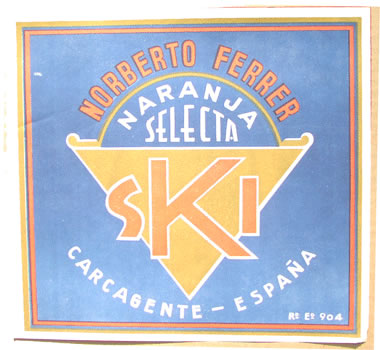 NORBERTO FERRER
NARANJA
SELECTA
SKI
CARCAGENTE - ESPAÑA
Rº Eº 904